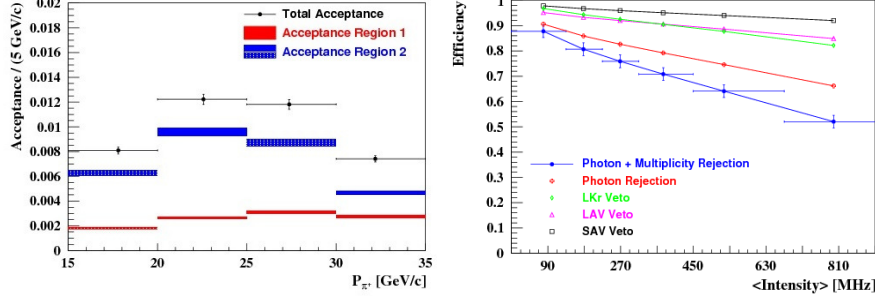 0.02
0.018
0.016
0.014
0.012
0.01
0.008
0.006
0.004
0.002
0
Acceptance / (5 GeV/c)
Total Acceptance
Acceptance Region 1
Acceptance Region 2
15 20 25 30 35
P_π+ [GeV/c]
Efficiency
1
0.9
0.8
0.7
0.6
0.5
0.4
0.3
0.2
0.1
0
Photon + Multiplicity Rejection
Photon Rejection
LKr Veto
LAV Veto
SAV Veto
90 270 450 630 810
<Intensity> [MHz]